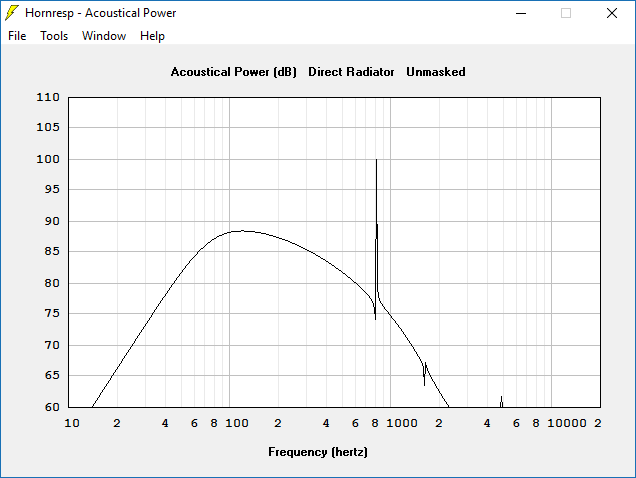 Hornresp - Acoustical Power
File Tools Window Help
Acoustical Power (dB) Direct Radiator Unmasked
110
105
100
95
90
85
80
75
70
65
60
10 2 4 6 8 100 2 4 6 8 1000 2 4 6 8 10000 2
Frequency (hertz)